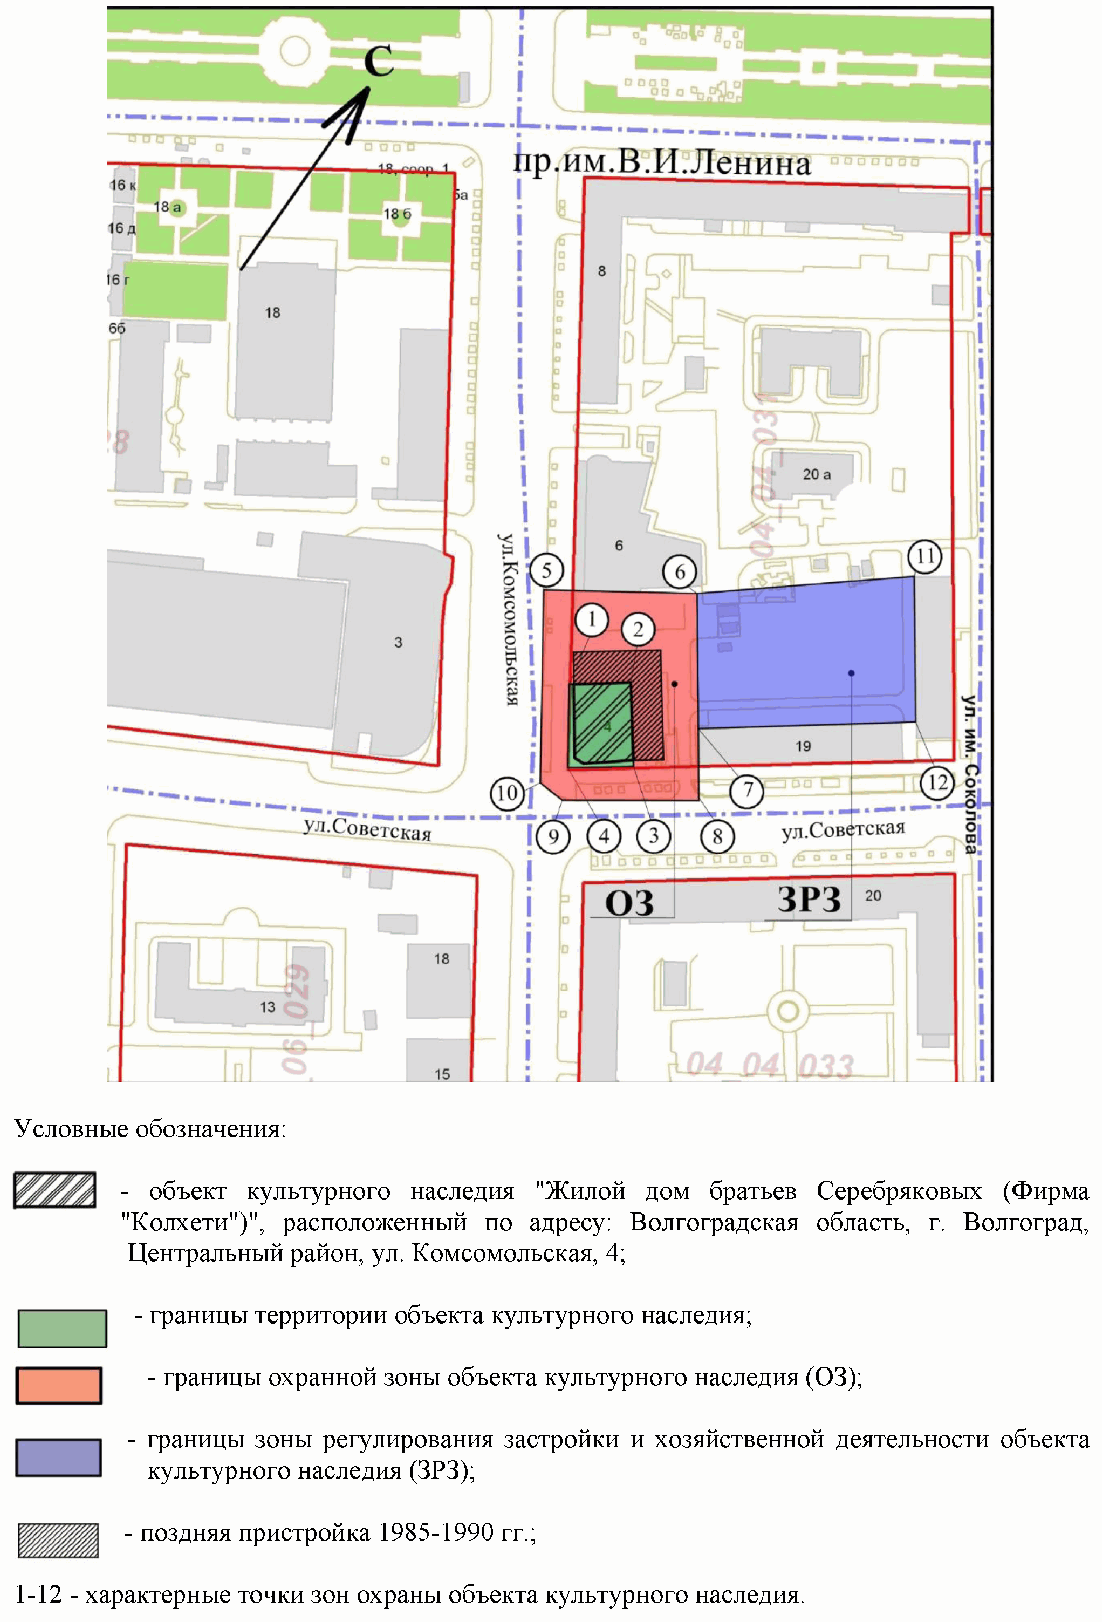 С
пр.им.В.И.Ленина
18, соор. 1
16 к
18 а
18 б
5а
16 д
16 г
8
18
6б
28
04_04_031
20 а
6
ул.Комсомольская
5
6
11
1
2
3
4
ул. им. Соколова
19
10
7
12
9
4
3
8
ул.Советская
ул.Советская
ОЗ
ЗРЗ
20
18
13
06_029
04_04_033
15
Условные обозначения:
- объект культурного наследия "Жилой дом братьев Серебряковых (Фирма
"Колхети")", расположенный по адресу: Волгоградская область, г. Волгоград,
Центральный район, ул. Комсомольская, 4;
- границы территории объекта культурного наследия;
- границы охранной зоны объекта культурного наследия (ОЗ);
- границы зоны регулирования застройки и хозяйственной деятельности объекта
культурного наследия (ЗРЗ);
- поздняя пристройка 1985-1990 гг.;
1-12 - характерные точки зон охраны объекта культурного наследия.